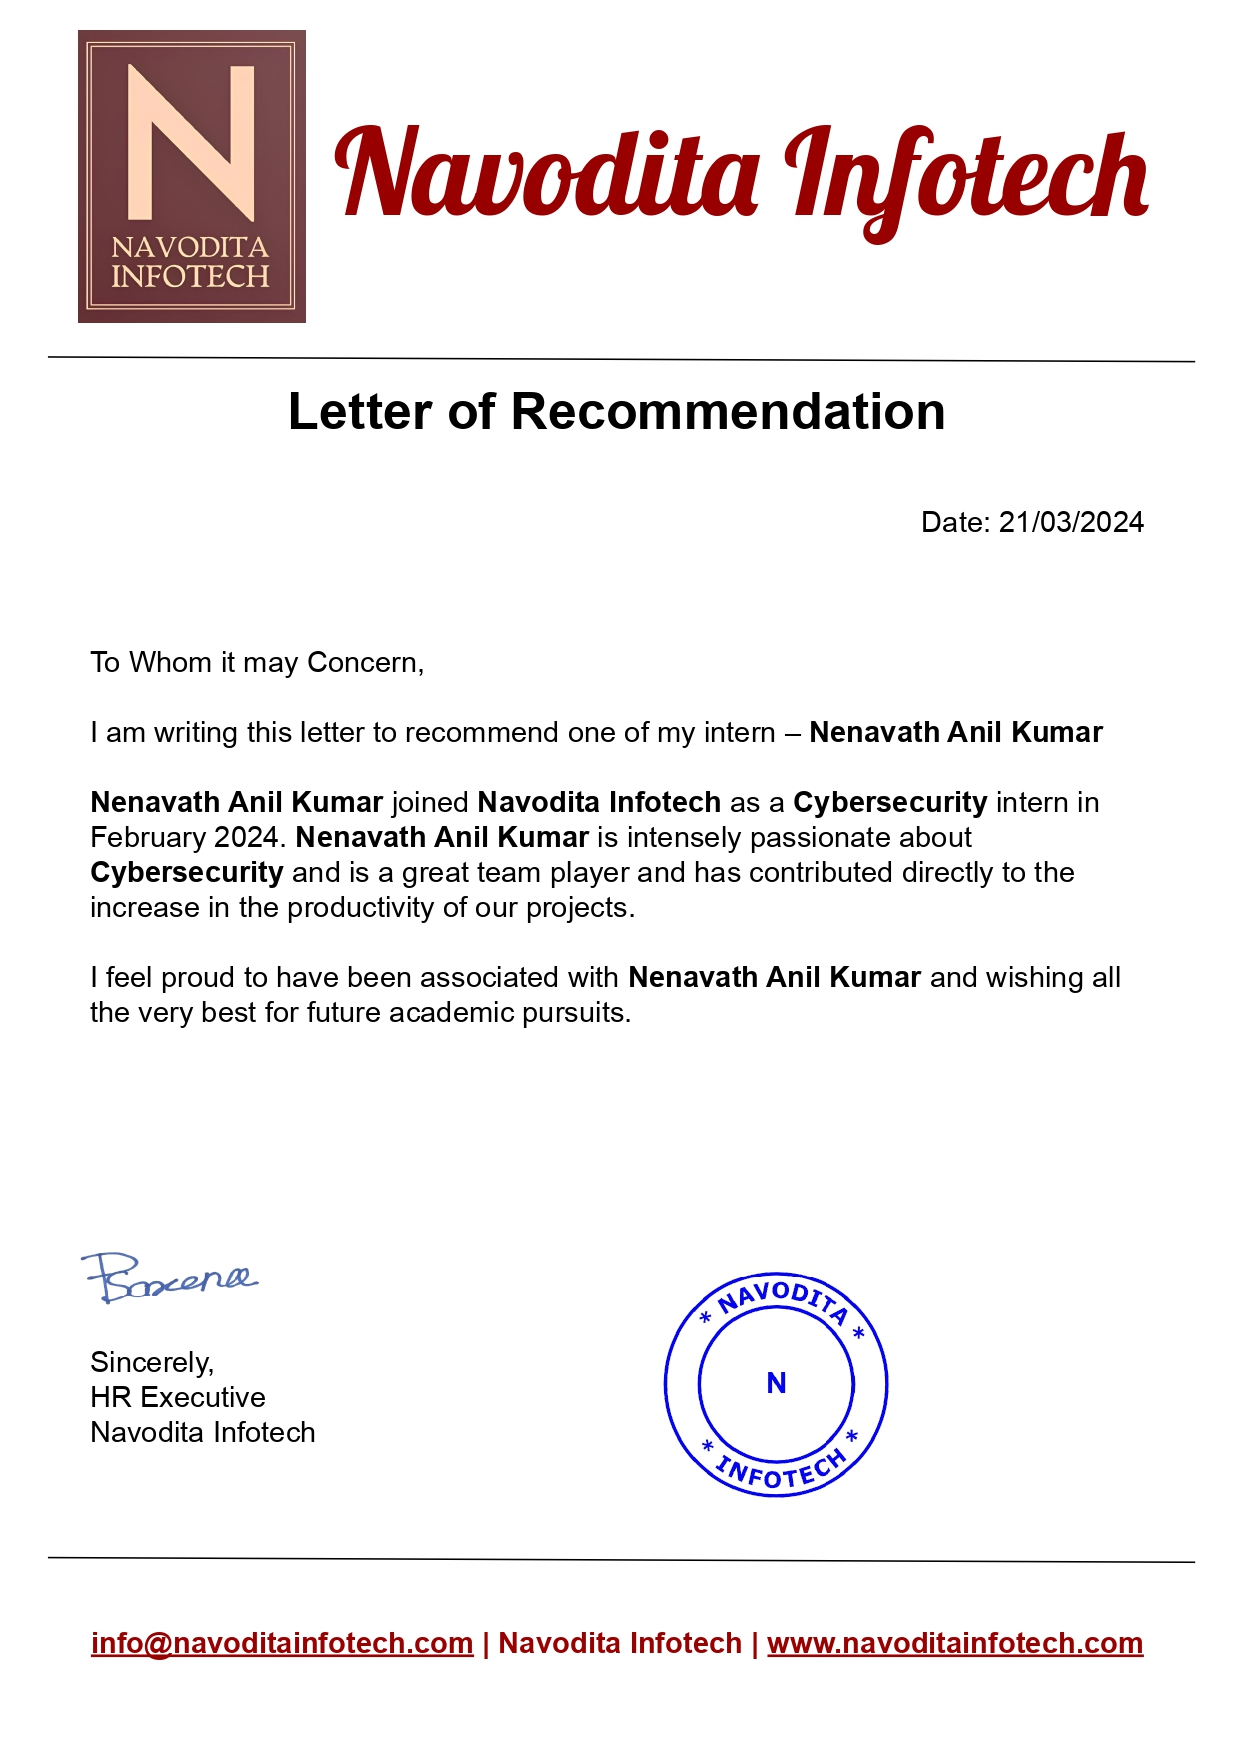 N
NAVODITA
INFOTECH
Navodita Infotech
Letter of Recommendation
Date: 21/03/2024
To Whom it may Concern,
I am writing this letter to recommend one of my intern – Nenavath Anil Kumar
Nenavath Anil Kumar joined Navodita Infotech as a Cybersecurity intern in
February 2024. Nenavath Anil Kumar is intensely passionate about
Cybersecurity and is a great team player and has contributed directly to the
increase in the productivity of our projects.
I feel proud to have been associated with Nenavath Anil Kumar and wishing all
the very best for future academic pursuits.
Sincerely,
HR Executive
Navodita Infotech
* NAVODITA *
N
* INFOTECH *
info@navoditainfotech.com | Navodita Infotech | www.navoditainfotech.com